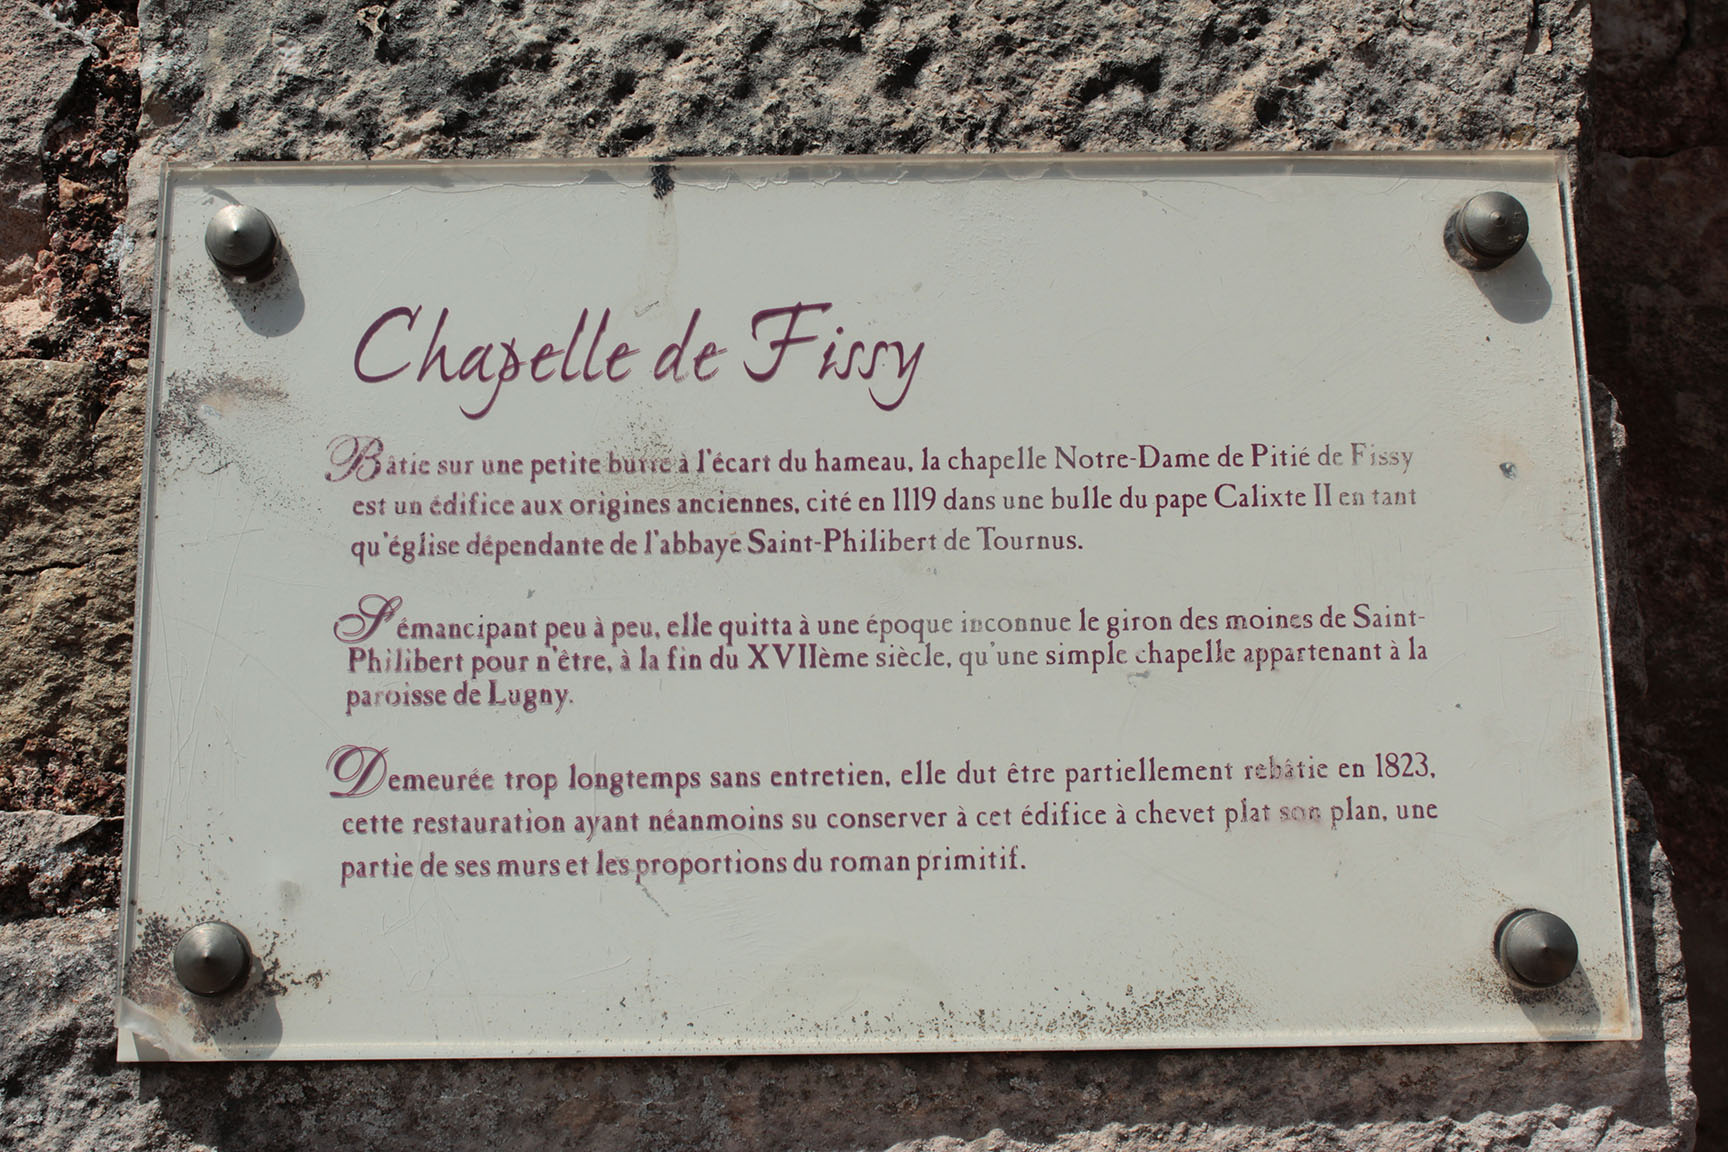 Chapelle de Fissy
Bâtie sur une petite butte à l'écart du hameau, la chapelle Notre-Dame de Pitié de Fissy
est un édifice aux origines anciennes, cité en 1119 dans une bulle du pape Calixte II en tant
qu'église dépendante de l'abbaye Saint-Philibert de Tournus.
S'émancipant peu à peu, elle quitta à une époque inconnue le giron des moines de Saint-
Philibert pour n'être, à la fin du XVIIème siècle, qu'une simple chapelle appartenant à la
paroisse de Lugny.
Demeurée trop longtemps sans entretien, elle dut être partiellement rebâtie en 1823,
cette restauration ayant néanmoins su conserver à cet édifice à chevet plat son plan, une
partie de ses murs et les proportions du roman primitif.